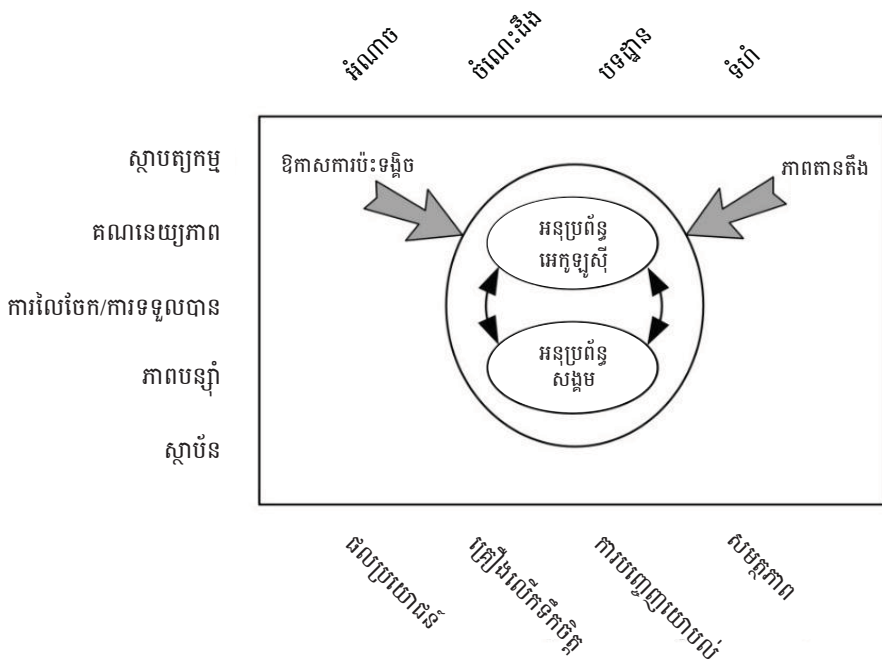 អំណាច
ចំណេះដឹង
បទដ្ឋាន
ទំហំ
ស្ថាបត្យកម្ម
ឱកាសការប៉ះទង្គិច
ភាពតានតឹង
គណនេយ្យភាព
អនុប្រព័ន្ធ
អេកូឡូស៊ី
ការលៃចែក/ការទទួលបាន
អនុប្រព័ន្ធ
សង្គម
ភាពបន្ស៊ាំ
ស្ថាប័ន
ផលប្រយោជន៍
គ្រឿងលើកទឹកចិត្ត
ការបញ្ចេញយោបល់
សមត្ថភាព